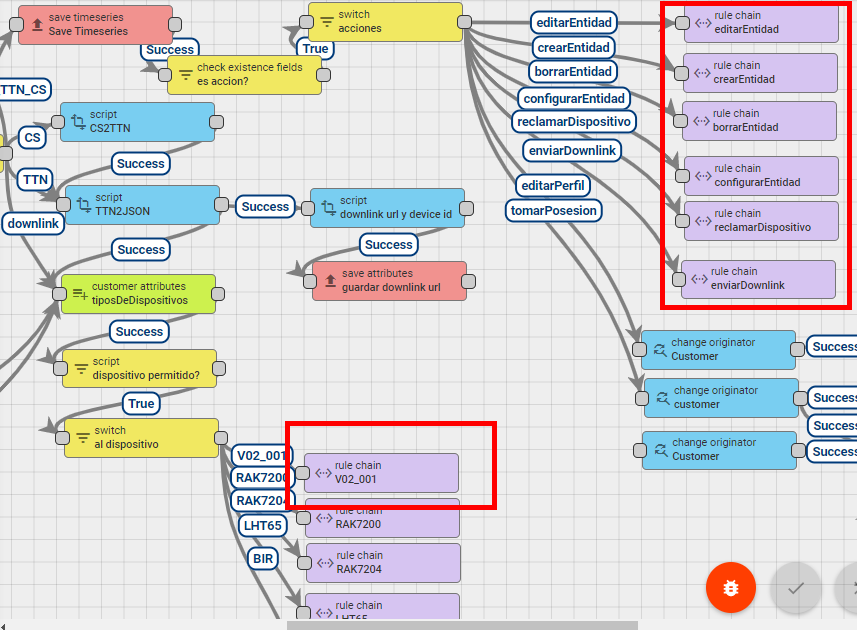 save timeseries
Save Timeseries
switch
acciones
editarEntidad
rule chain
editarEntidad
Success
True
crearEntidad
check existence fields
es accion?
borrarEntidad
rule chain
crearEntidad
TTN_CS
configurarEntidad
script
CS2TTN
reclamarDispositivo
rule chain
borrarEntidad
CS
Success
enviarDownlink
TTN
editarPerfil
rule chain
configurarEntidad
script
TTN2JSON
Success
script
downlink url y device id
tomarPosesion
rule chain
reclamarDispositivo
downlink
Success
Success
rule chain
enviarDownlink
customer attributes
tiposDeDispositivos
save attributes
guardar downlink url
Success
change originator
Customer
Success
script
dispositivo permitido?
change originator
customer
Success
True
Success
switch
al dispositivo
change originator
Customer
Success
V02_001
rule chain
V02_001
RAK7200
RAK7204
rule chain
RAK7200
LHT65
BIR
rule chain
RAK7204
rule chain
LHT65